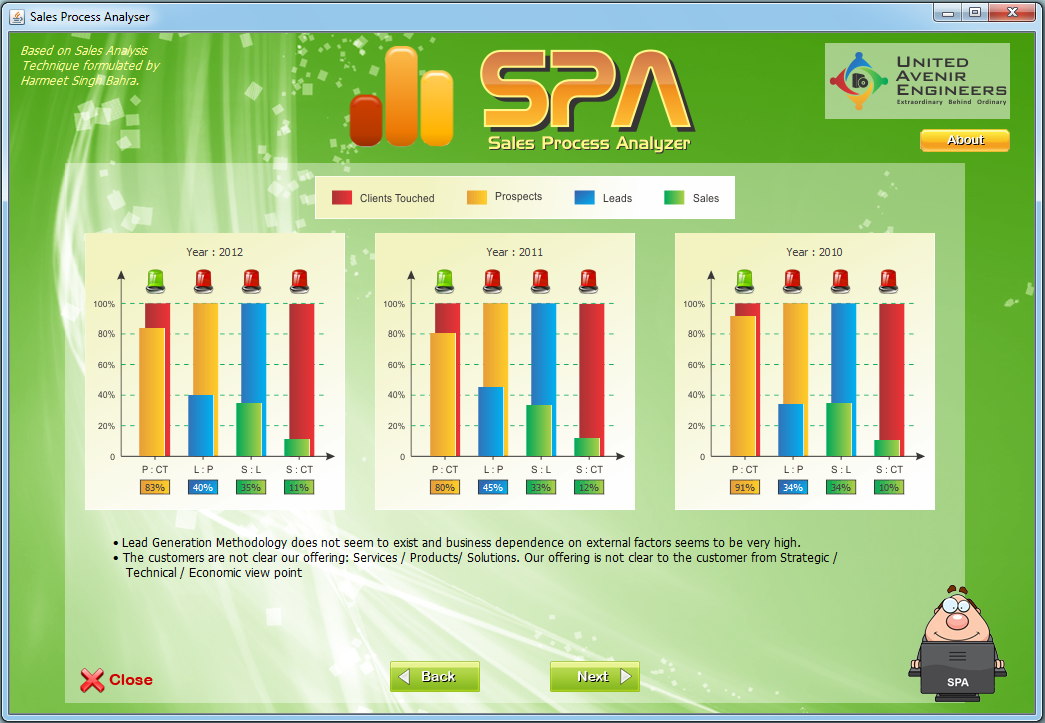 Sales Process Analyser
Based on Sales Analysis
Technique formulated by
Harmeet Singh Bahra.
SPA
Sales Process Analyzer
UNITED
AVENIR
ENGINEERS
Extraordinary Behind Ordinary
About
Clients Touched
Prospects
Leads
Sales
Year : 2012
100%
80%
60%
40%
20%
0
P : CT
L : P
S : L
S : CT
83%
40%
35%
11%
Year : 2011
100%
80%
60%
40%
20%
0
P : CT
L : P
S : L
S : CT
80%
45%
33%
12%
Year : 2010
100%
80%
60%
40%
20%
0
P : CT
L : P
S : L
S : CT
91%
34%
34%
10%
• Lead Generation Methodology does not seem to exist and business dependence on external factors seems to be very high.
• The customers are not clear our offering: Services / Products/ Solutions. Our offering is not clear to the customer from Strategic /
Technical / Economic view point
Close
Back
Next
SPA